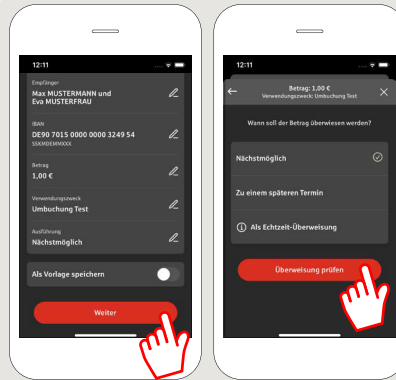 12:11
Empfänger
Max MUSTERMANN und
Eva MUSTERFRAU
IBAN
DE90 7015 0000 0000 3249 54
SSKMDEMMXXX
Betrag
1,00 €
Verwendungszweck
Umbuchung Test
Ausführung
Nächstmöglich
Als Vorlage speichern
Weiter
12:11
Betrag: 1,00 €
Verwendungszweck: Umbuchung Test
Wann soll der Betrag überwiesen werden?
Nächstmöglich
Zu einem späteren Termin
Als Echtzeit-Überweisung
Überweisung prüfen